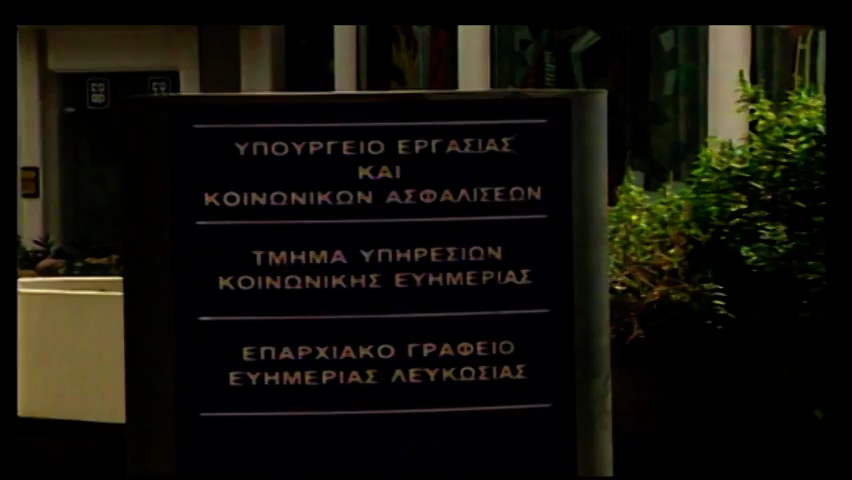 ΥΠΟΥΡΓΕΙΟ ΕΡΓΑΣΙΑΣ
ΚΑΙ
ΚΟΙΝΩΝΙΚΩΝ ΑΣΦΑΛΙΣΕΩΝ
ΤΜΗΜΑ ΥΠΗΡΕΣΙΩΝ
ΚΟΙΝΩΝΙΚΗΣ ΕΥΗΜΕΡΙΑΣ
ΕΠΑΡΧΙΑΚΟ ΓΡΑΦΕΙΟ
ΕΥΗΜΕΡΙΑΣ ΛΕΥΚΩΣΙΑΣ